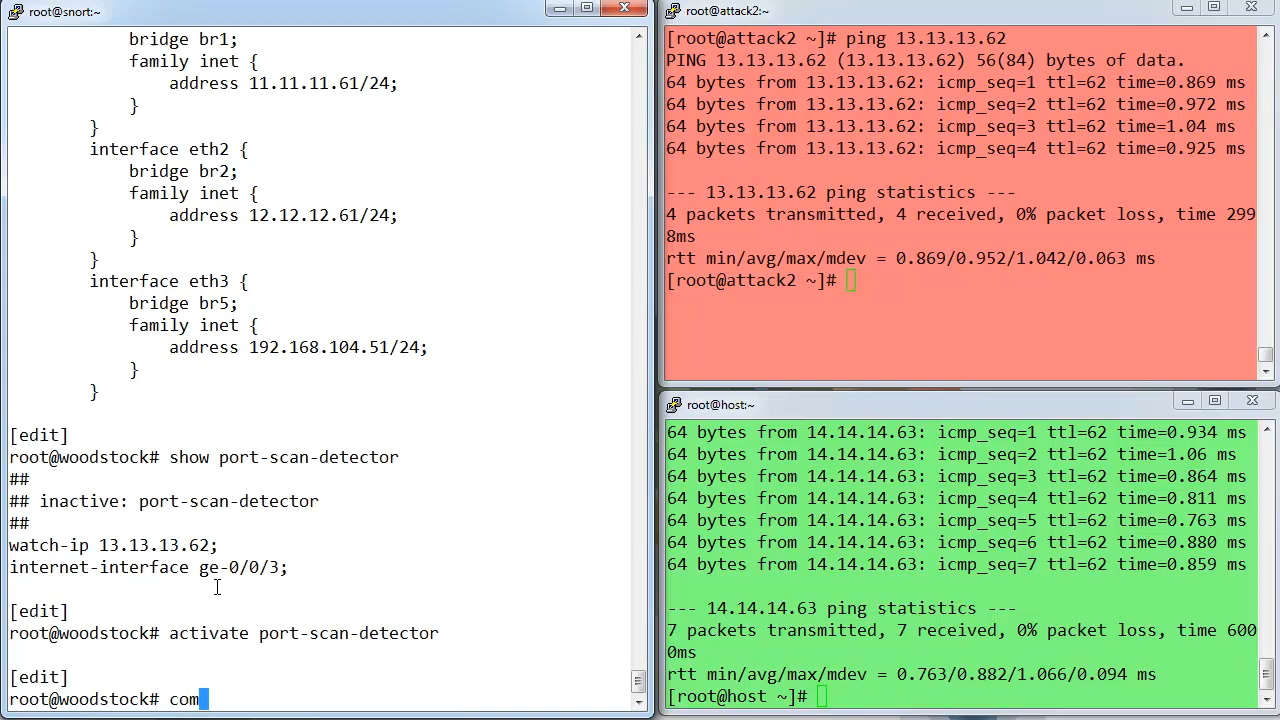 root@snort:~
bridge br1;
family inet {
address 11.11.11.61/24;
}
}
interface eth2 {
bridge br2;
family inet {
address 12.12.12.61/24;
}
}
interface eth3 {
bridge br5;
family inet {
address 192.168.104.51/24;
}
}
[edit]
root@woodstock# show port-scan-detector
##
## inactive: port-scan-detector
##
watch-ip 13.13.13.62;
internet-interface ge-0/0/3;
[edit]
root@woodstock# activate port-scan-detector
[edit]
root@woodstock# com
root@attack2:~
[root@attack2 ~]# ping 13.13.13.62
PING 13.13.13.62 (13.13.13.62) 56(84) bytes of data.
64 bytes from 13.13.13.62: icmp_seq=1 ttl=62 time=0.869 ms
64 bytes from 13.13.13.62: icmp_seq=2 ttl=62 time=0.972 ms
64 bytes from 13.13.13.62: icmp_seq=3 ttl=62 time=1.04 ms
64 bytes from 13.13.13.62: icmp_seq=4 ttl=62 time=0.925 ms
--- 13.13.13.62 ping statistics ---
4 packets transmitted, 4 received, 0% packet loss, time 299
8ms
rtt min/avg/max/mdev = 0.869/0.952/1.042/0.063 ms
[root@attack2 ~]#
root@host:~
64 bytes from 14.14.14.63: icmp_seq=1 ttl=62 time=0.934 ms
64 bytes from 14.14.14.63: icmp_seq=2 ttl=62 time=1.06 ms
64 bytes from 14.14.14.63: icmp_seq=3 ttl=62 time=0.864 ms
64 bytes from 14.14.14.63: icmp_seq=4 ttl=62 time=0.811 ms
64 bytes from 14.14.14.63: icmp_seq=5 ttl=62 time=0.763 ms
64 bytes from 14.14.14.63: icmp_seq=6 ttl=62 time=0.880 ms
64 bytes from 14.14.14.63: icmp_seq=7 ttl=62 time=0.859 ms
--- 14.14.14.63 ping statistics ---
7 packets transmitted, 7 received, 0% packet loss, time 600
0ms
rtt min/avg/max/mdev = 0.763/0.882/1.066/0.094 ms
[root@host ~]#